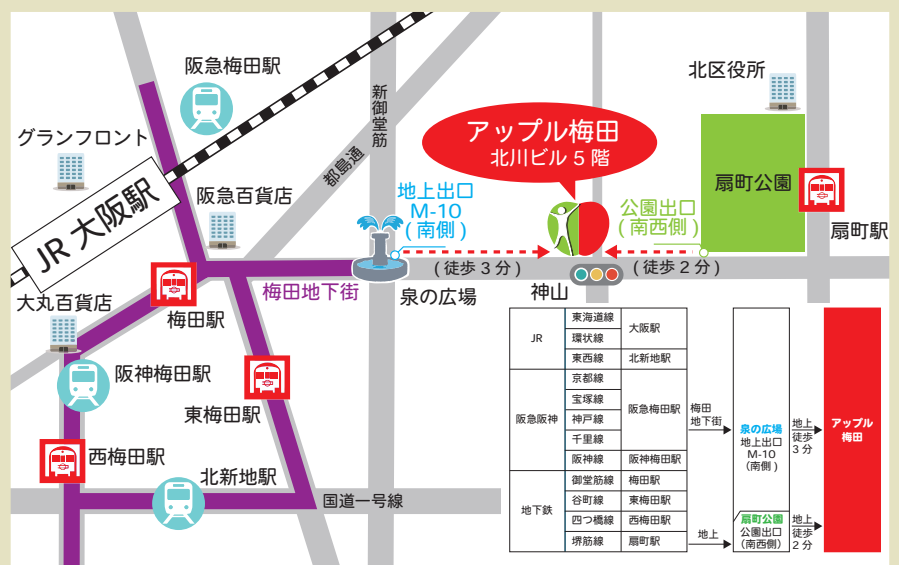 阪急梅田駅
新御堂筋
北区役所
グランフロント
都島通
アップル梅田
北川ビル5階
JR大阪駅
阪急百貨店
地上出口
M-10
(南側)
公園出口
(南西側)
扇町公園
扇町駅
(徒歩3分)
(徒歩2分)
梅田地下街
泉の広場
神山
大丸百貨店
梅田駅
阪神梅田駅
東梅田駅
西梅田駅
北新地駅
国道一号線
JR
東海道線
環状線
大阪駅
東西線
北新地駅
阪急阪神
京都線
宝塚線
神戸線
千里線
阪急梅田駅
阪神線
阪神梅田駅
地下鉄
御堂筋線
梅田駅
谷町線
東梅田駅
四つ橋線
西梅田駅
堺筋線
扇町駅
梅田
地下街
地上
泉の広場
地上出口
M-10
(南側)
扇町公園
公園出口
(南西側)
地上
徒歩
3分
地上
徒歩
2分
アップル
梅田